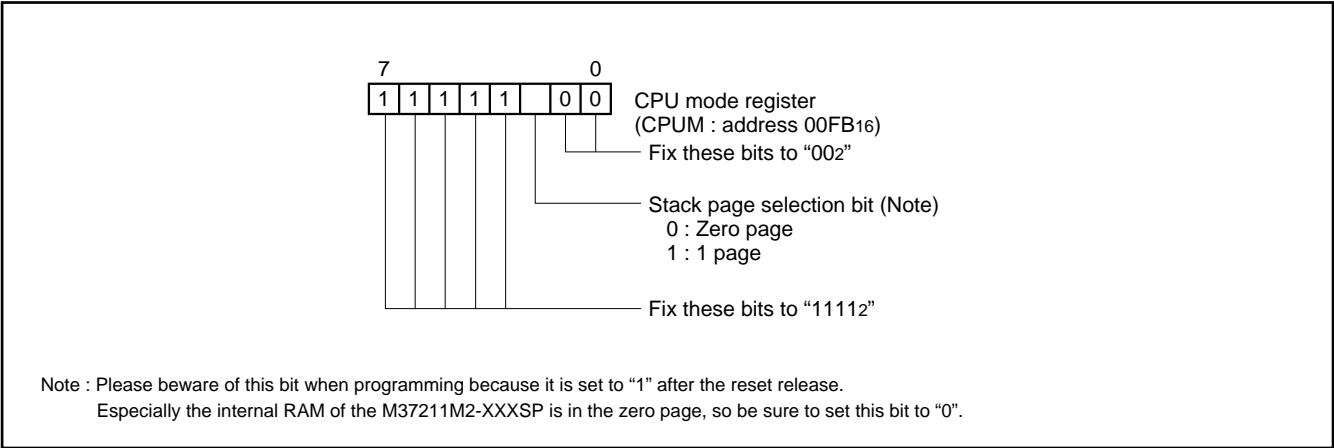 7 0
1 1 1 1 1 0 0
CPU mode register
(CPUM : address 00FB16)
Fix these bits to “002”
Stack page selection bit (Note)
0 : Zero page
1 : 1 page
Fix these bits to “11112”
Note : Please beware of this bit when programming because it is set to “1” after the reset release.
Especially the internal RAM of the M37211M2-XXXSP is in the zero page, so be sure to set this bit to “0”.